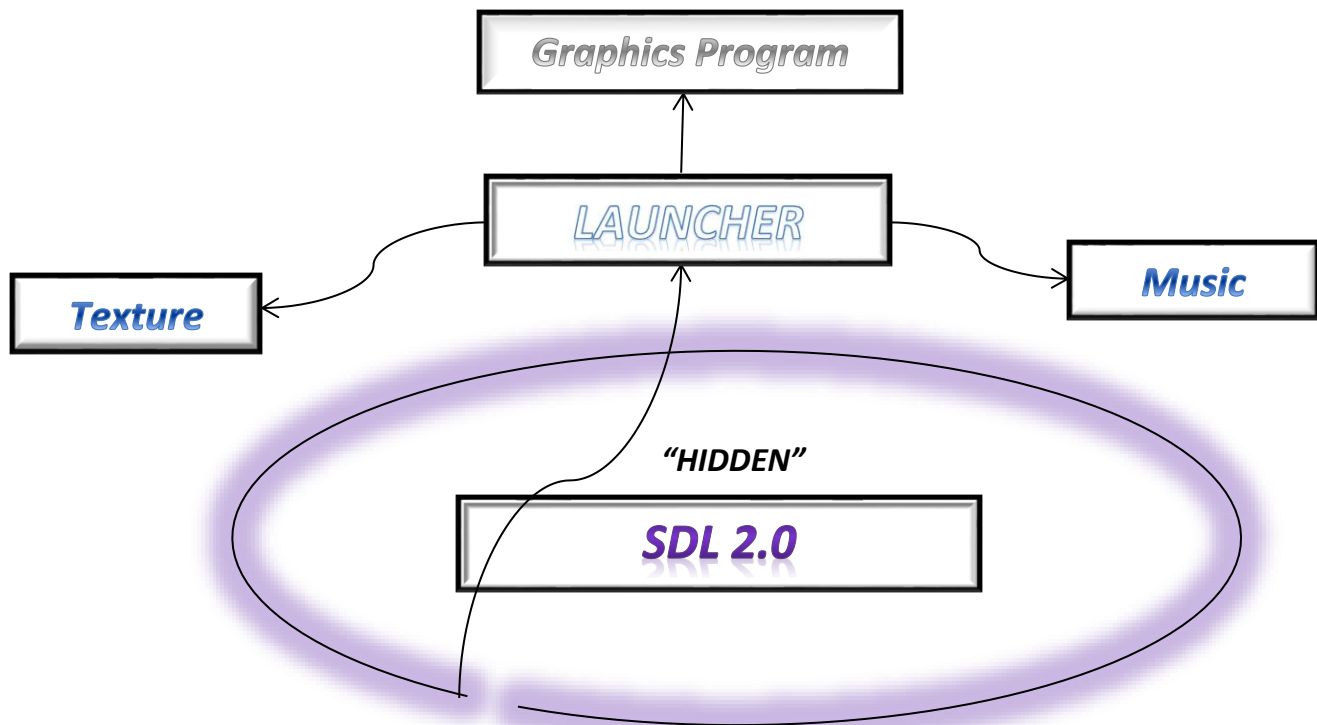 Graphics Program
LAUNCHER
Texture
Music
“HIDDEN”
SDL 2.0